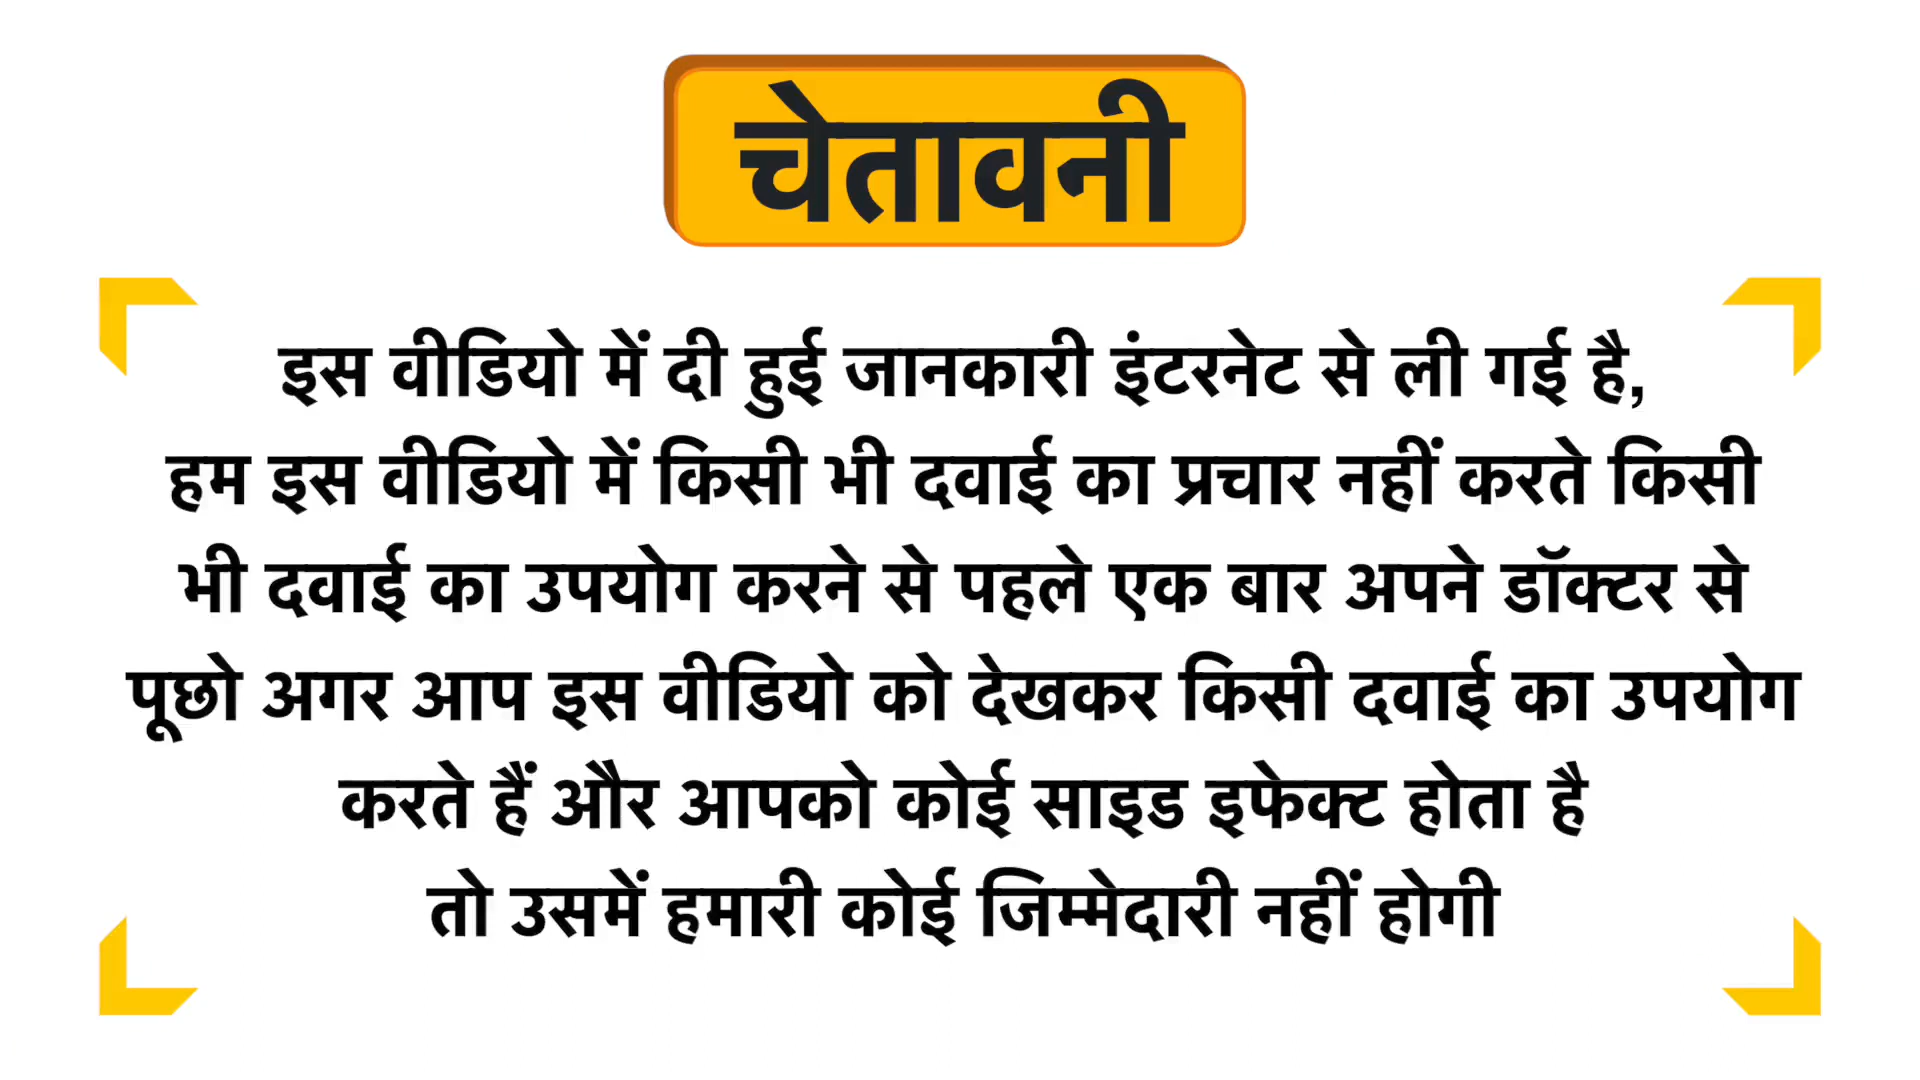 चेतावनी
इस वीडियो में दी हुई जानकारी इंटरनेट से ली गई है,
हम इस वीडियो में किसी भी दवाई का प्रचार नहीं करते किसी
भी दवाई का उपयोग करने से पहले एक बार अपने डॉक्टर से
पूछो अगर आप इस वीडियो को देखकर किसी दवाई का उपयोग
करते हैं और आपको कोई साइड इफेक्ट होता है
तो उसमें हमारी कोई जिम्मेदारी नहीं होगी